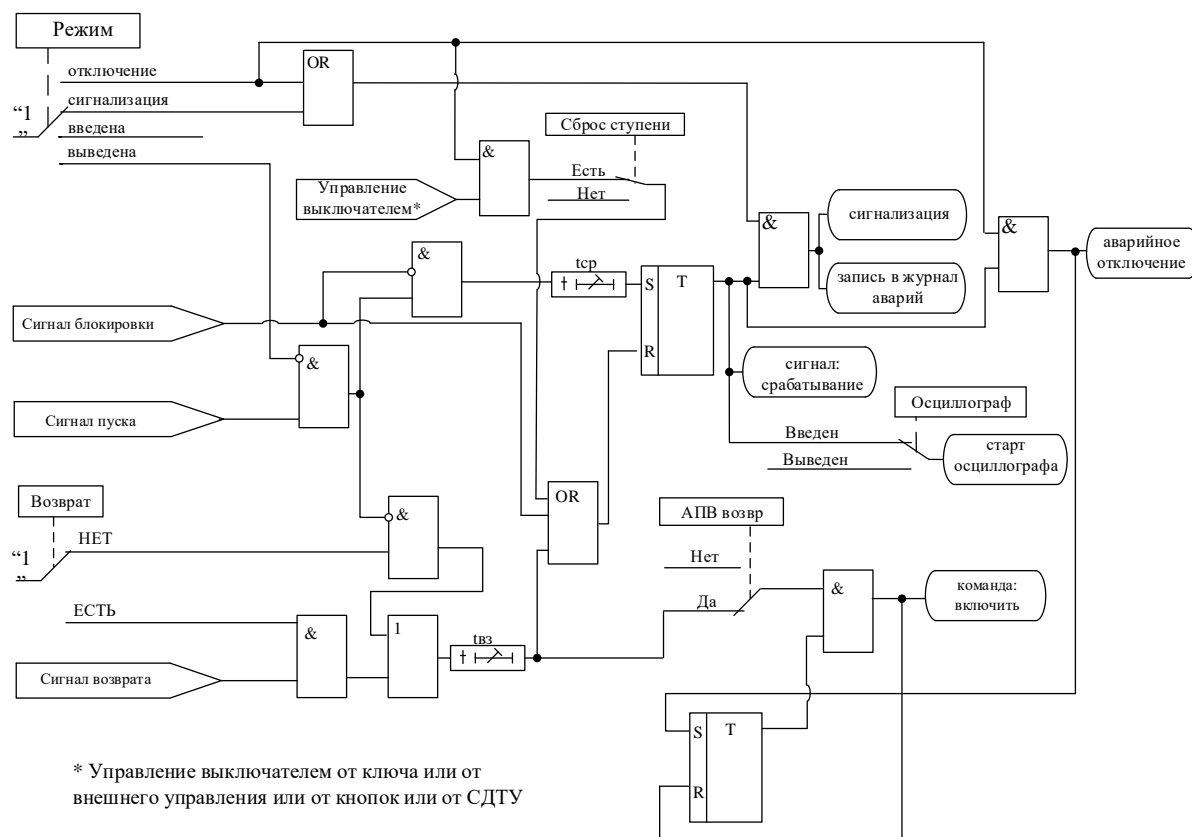 Режим
отключение
OR
сигнализация
“1
”
введена
выведена
Сброс ступени
&
Есть
Нет
Управление
выключателем*
&
сигнализация
&
аварийное
отключение
&
tср
S
T
запись в журнал
аварий
Сигнал блокировки
R
&
сигнал:
срабатывание
Сигнал пуска
Осциллограф
Введен
Выведен
старт
осциллографа
Возврат
OR
АПВ возвр
“1
”
НЕТ
&
Нет
ЕСТЬ
Да
&
команда:
включить
&
1
tвз
Сигнал возврата
S
T
R
* Управление выключателем от ключа или от
внешнего управления или от кнопок или от СДТУ